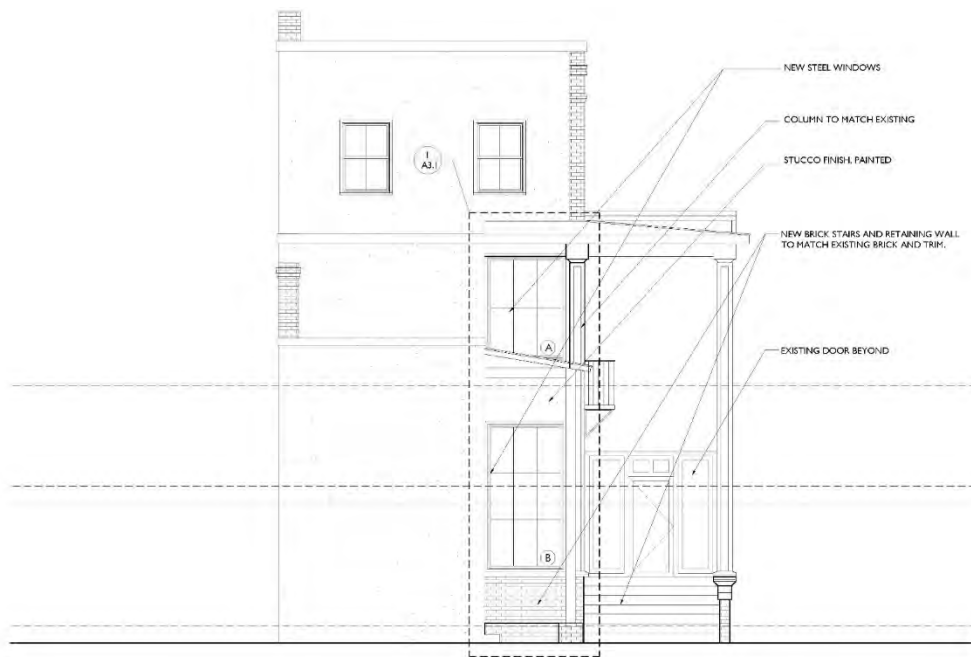 NEW STEEL WINDOWS
COLUMN TO MATCH EXISTING
1
A3.1
STUCCO FINISH, PAINTED
NEW BRICK STAIRS AND RETAINING WALL
TO MATCH EXISTING BRICK AND TRIM.
A
EXISTING DOOR BEYOND
B